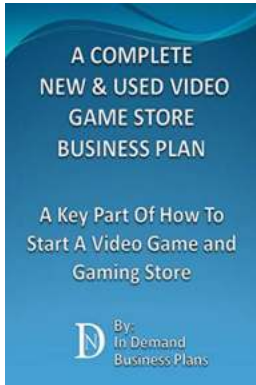 A COMPLETE
NEW & USED VIDEO
GAME STORE
BUSINESS PLAN
A Key Part Of How To
Start A Video Game and
Gaming Store
DN
By:
In Demand
Business Plans